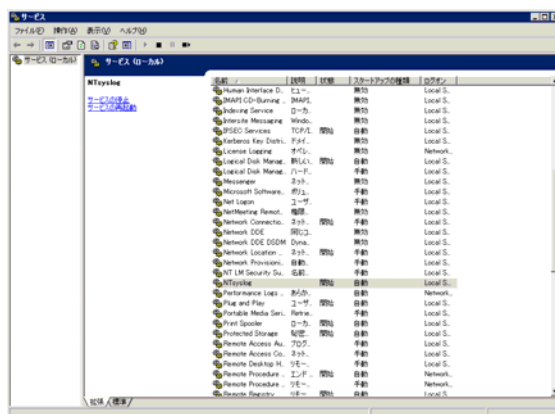 サービス
ファイル(F) 操作(A) 表示(V) ヘルプ(H)
サービス (ローカル)
サービス (ローカル)
NTsyslog
サービスの停止
サービスの再起動
名前 説明 状態 スタートアップの種類 ログオン
Human Interface D... ヒュー... 無効 Local S...
IMAPI CD-Burning ... IMAPI... 無効 Local S...
Indexing Service ローカ... 無効 Local S...
Intersite Messaging Windo... 無効 Local S...
IPSEC Services TCP/I... 開始 自動 Local S...
Kerberos Key Distri... ドメイ... 無効 Local S...
License Logging オペレ... 無効 Network...
Logical Disk Manag... 新しい... 開始 自動 Local S...
Logical Disk Manag... ハード... 手動 Local S...
Messenger ネット... 無効 Local S...
Microsoft Software... ボリュ... 手動 Local S...
Net Logon ユーザ... 手動 Local S...
NetMeeting Remot... 権限... 無効 Local S...
Network Connectio... ネット... 開始 手動 Local S...
Network DDE 同じコ... 無効 Local S...
Network DDE DSDM Dyna... 無効 Local S...
Network Location ... ネット... 開始 手動 Local S...
Network Provisioni... 自動... 手動 Local S...
NT LM Security Su... 名前... 手動 Local S...
NTsyslog 開始 自動 Local S...
Performance Logs ... あらか... 自動 Network...
Plug and Play ユーザ... 開始 自動 Local S...
Portable Media Seri... Retrie... 手動 Local S...
Print Spooler ローカ... 開始 自動 Local S...
Protected Storage 秘密... 開始 自動 Local S...
Remote Access Au... プログ... 手動 Local S...
Remote Access Co... ネット... 手動 Local S...
Remote Desktop H... リモー... 手動 Local S...
Remote Procedure ... エンド... 開始 自動 Network...
Remote Procedure ... リモー... 手動 Network...
Remote Registry リモー... 開始 自動 Local S...
拡張 標準